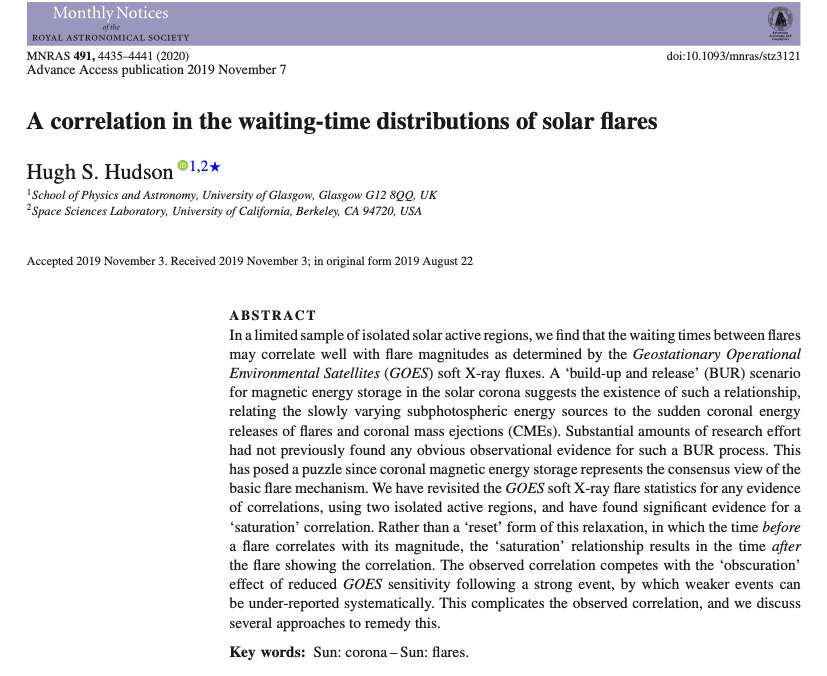 Monthly Notices
of the
ROYAL ASTRONOMICAL SOCIETY
MNRAS 491, 4435–4441 (2020)
doi:10.1093/mnras/stz3121
Advance Access publication 2019 November 7
A correlation in the waiting-time distributions of solar flares
Hugh S. Hudson iD1,2★
1School of Physics and Astronomy, University of Glasgow, Glasgow G12 8QQ, UK
2Space Sciences Laboratory, University of California, Berkeley, CA 94720, USA
Accepted 2019 November 3. Received 2019 November 3; in original form 2019 August 22
ABSTRACT
In a limited sample of isolated solar active regions, we find that the waiting times between flares
may correlate well with flare magnitudes as determined by the Geostationary Operational
Environmental Satellites (GOES) soft X-ray fluxes. A ‘build-up and release’ (BUR) scenario
for magnetic energy storage in the solar corona suggests the existence of such a relationship,
relating the slowly varying subphotospheric energy sources to the sudden coronal energy
releases of flares and coronal mass ejections (CMEs). Substantial amounts of research effort
had not previously found any obvious observational evidence for such a BUR process. This
has posed a puzzle since coronal magnetic energy storage represents the consensus view of the
basic flare mechanism. We have revisited the GOES soft X-ray flare statistics for any evidence
of correlations, using two isolated active regions, and have found significant evidence for a
‘saturation’ correlation. Rather than a ‘reset’ form of this relaxation, in which the time before
a flare correlates with its magnitude, the ‘saturation’ relationship results in the time after
the flare showing the correlation. The observed correlation competes with the ‘obscuration’
effect of reduced GOES sensitivity following a strong event, by which weaker events can
be under-reported systematically. This complicates the observed correlation, and we discuss
several approaches to remedy this.
Key words: Sun: corona – Sun: flares.